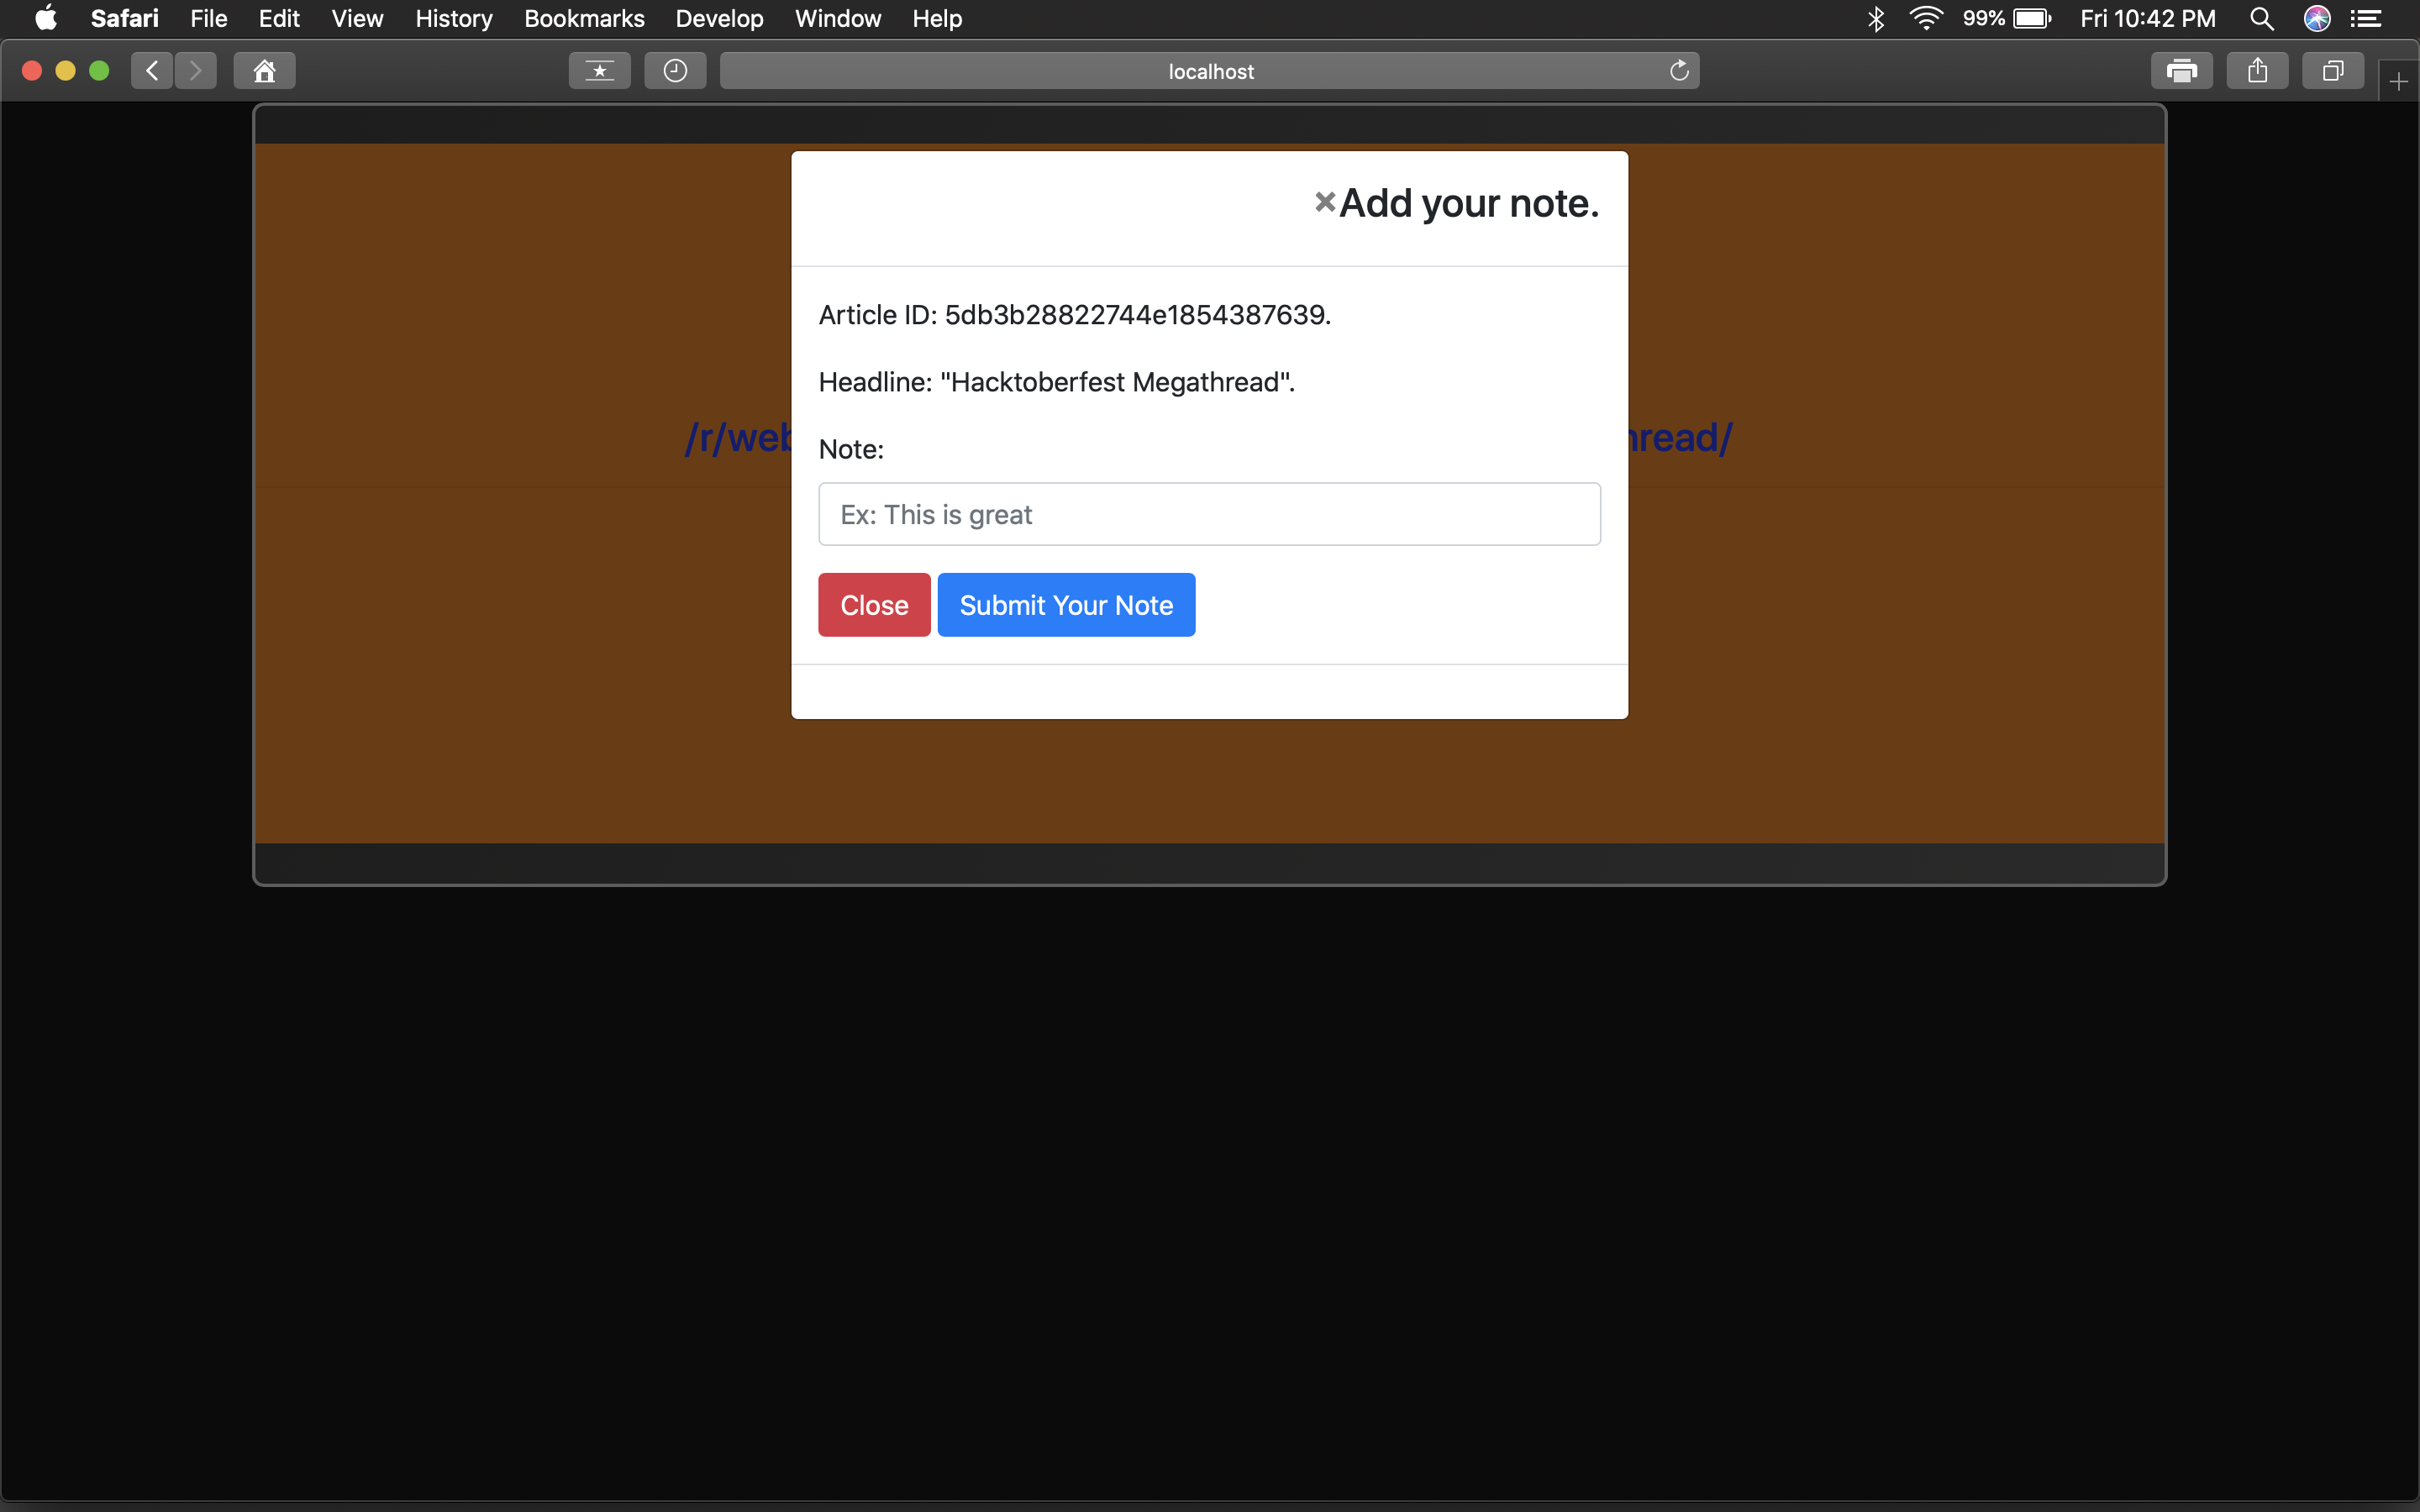 Safari File Edit View History Bookmarks Develop Window Help 99% Fri 10:42 PM
localhost
×Add your note.
Article ID: 5db3b28822744e1854387639.
Headline: "Hacktoberfest Megathread".
/r/web hread/
Note:
Ex: This is great
Close Submit Your Note